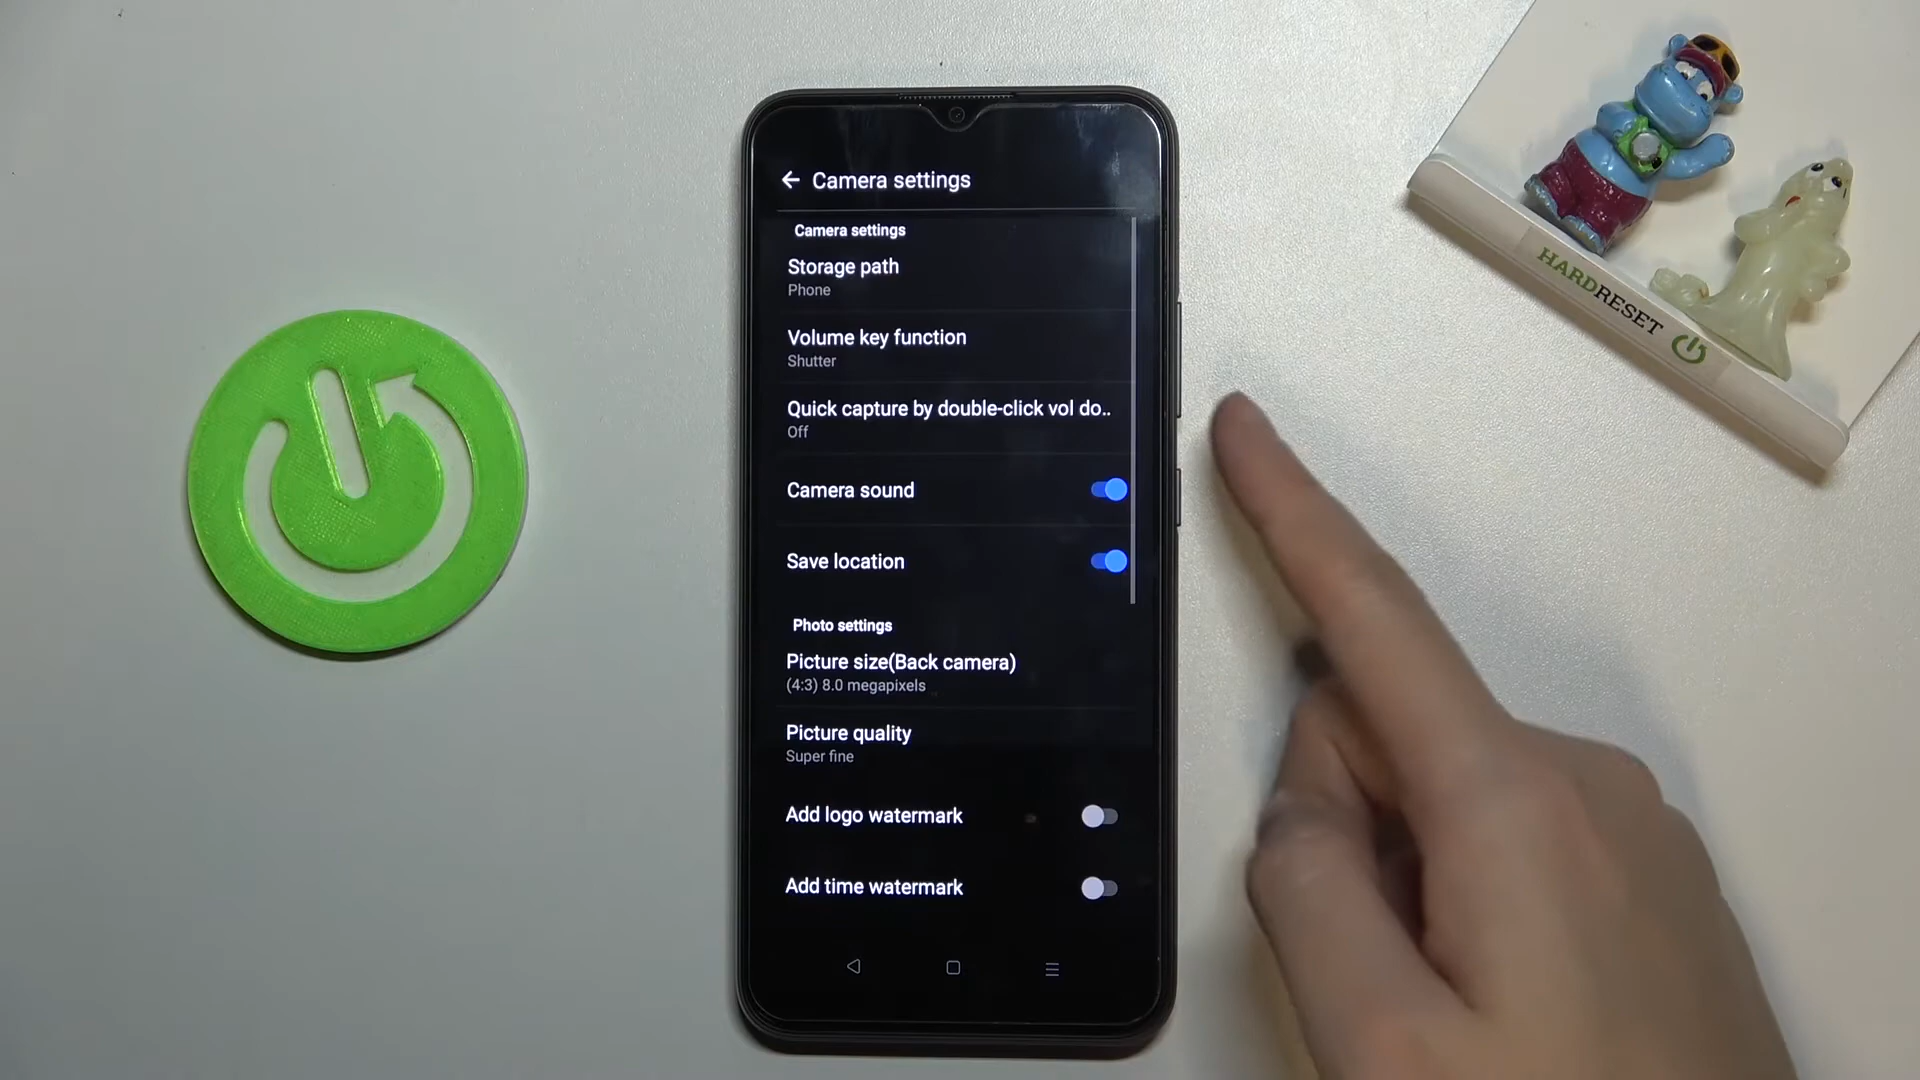 Camera settings
Camera settings
Storage path
Phone
Volume key function
Shutter
Quick capture by double-click vol do..
Off
Camera sound
Save location
Photo settings
Picture size(Back camera)
(4:3) 8.0 megapixels
Picture quality
Super fine
Add logo watermark
Add time watermark
HARDRESET